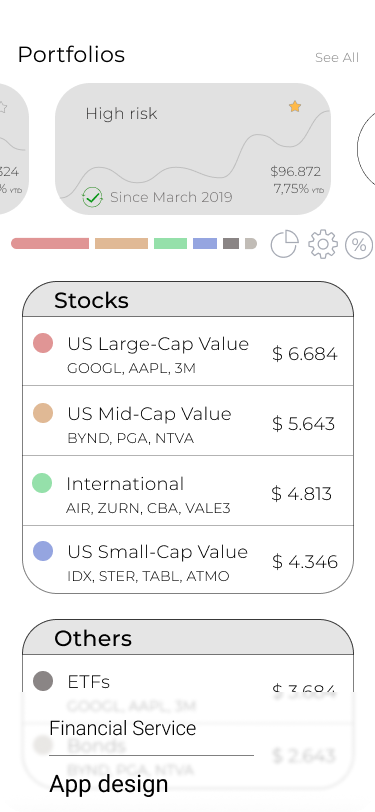 Portfolios
See All
324
% YTD
High risk
$96.872
7,75% YTD
Since March 2019
%
Stocks
US Large-Cap Value
$ 6.684
GOOGL, AAPL, 3M
US Mid-Cap Value
$ 5.643
BYND, PGA, NTVA
International
$ 4.813
AIR, ZURN, CBA, VALE3
US Small-Cap Value
$ 4.346
IDX, STER, TABL, ATMO
Others
ETFs
$ 3.684
GOOGL, AAPL, 3M
Financial Service
Bonds
$ 2.643
BYND, PGA, NTVA
App design